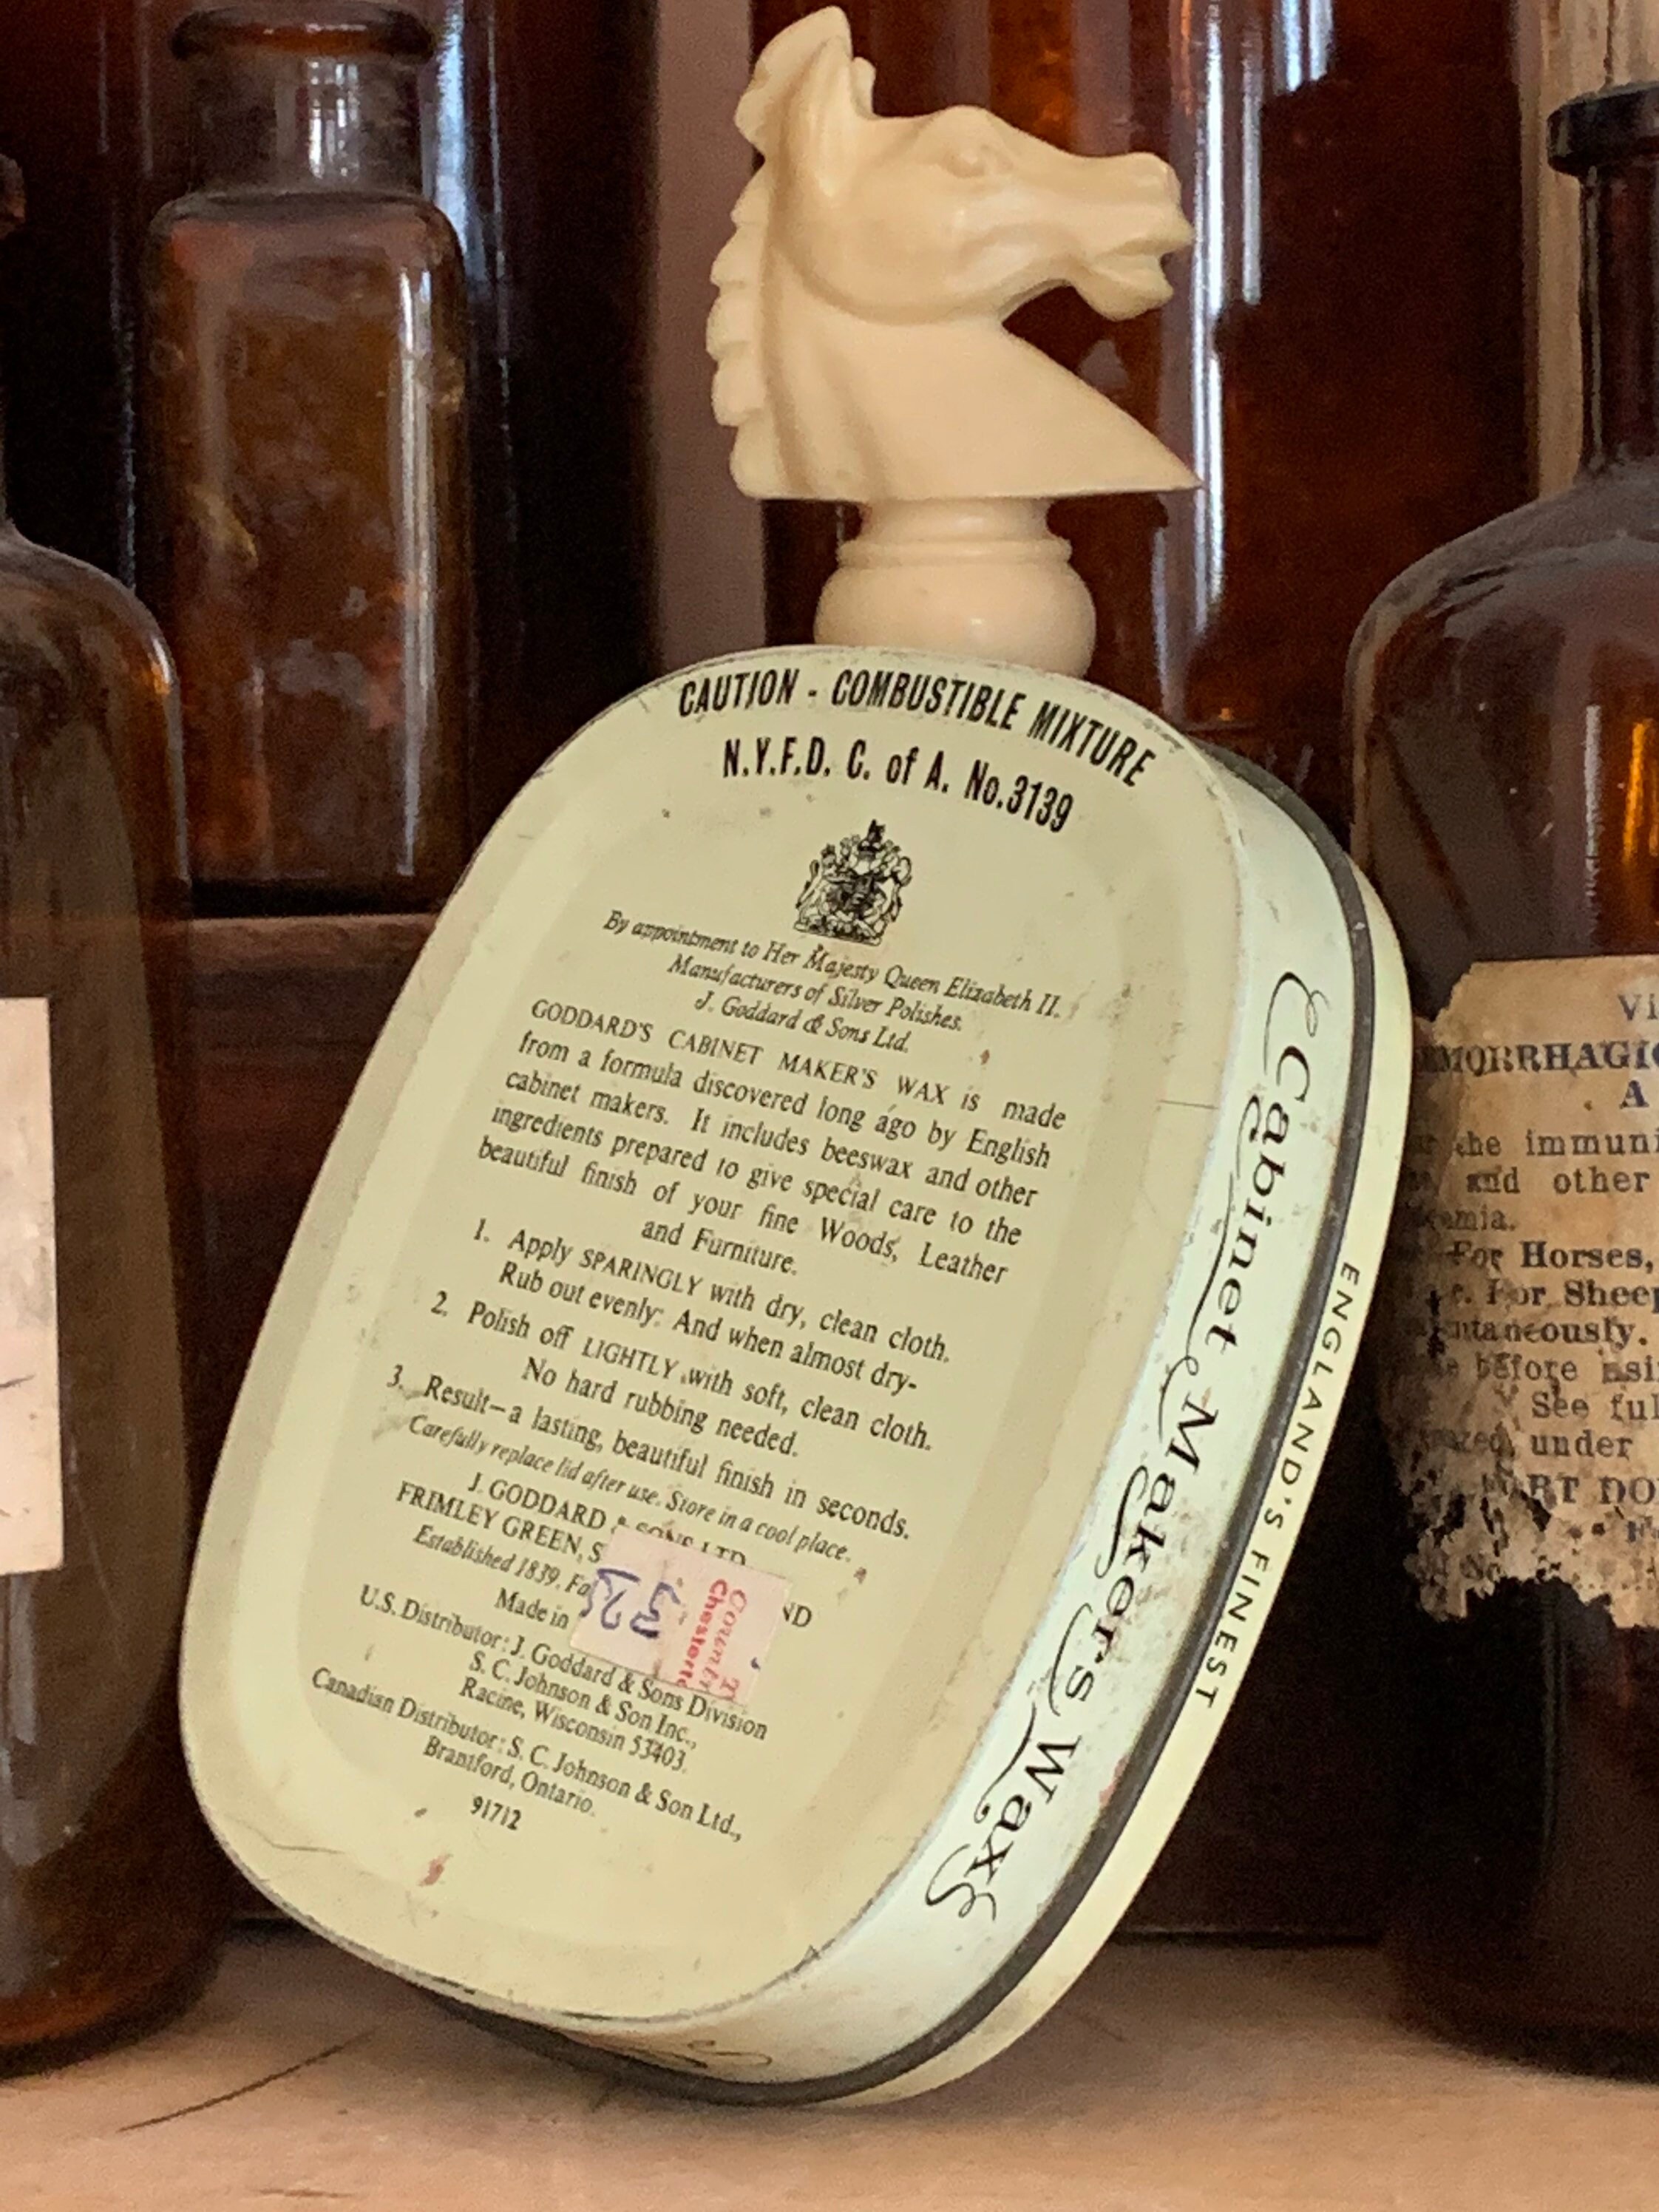 CAUTION - COMBUSTIBLE MIXTURE
N.Y.F.D. C. of A. No.3139
By appointment to Her Majesty Queen Elizabeth II.
Manufacturers of Silver Polishes.
J. Goddard & Sons Ltd.
GODDARD'S CABINET MAKER'S WAX is made
from a formula discovered long ago by English
cabinet makers. It includes beeswax and other
ingredients prepared to give special care to the
beautiful finish of your fine Woods, Leather
and Furniture.
1. Apply SPARINGLY with dry, clean cloth.
Rub out evenly: And when almost dry-
2. Polish off LIGHTLY with soft, clean cloth.
No hard rubbing needed.
3. Result—a lasting, beautiful finish in seconds.
Carefully replace lid after use. Store in a cool place.
J. GODDARD & SONS LTD
FRIMLEY GREEN, S
Established 1839.
Made in
U.S. Distributor: J. Goddard & Sons Division
S. C. Johnson & Son Inc.,
Racine, Wisconsin 53403.
Canadian Distributor: S. C. Johnson & Son Ltd.,
Brantford, Ontario.
91712
Cabinet Maker's Wax
ENGLAND'S FINEST
the immuni
and other
For Horses,
For Sheep
before
See ful
under